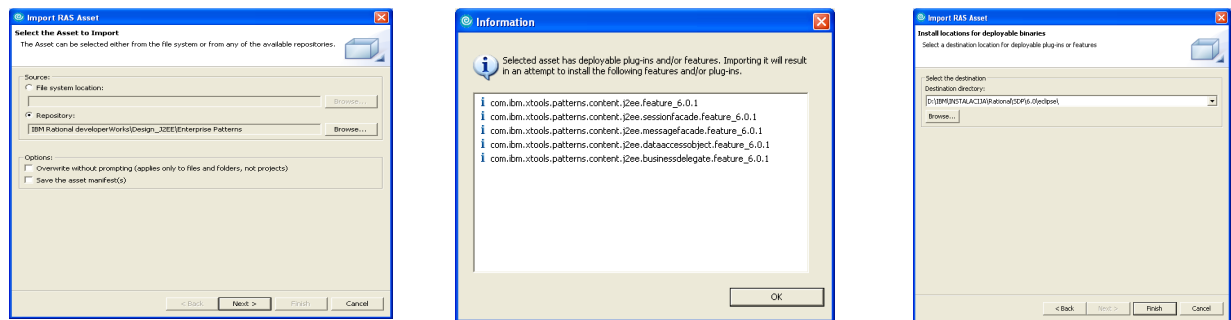 Import RAS Asset
Select the Asset to Import
The Asset can be selected either from the file system or from any of the available repositories.
Source:
File system location:
Browse...
Repository:
IBM Rational developerWorks\Design_J2EE\Enterprise Patterns
Browse...
Options:
Overwrite without prompting (applies only to files and folders, not projects)
Save the asset manifest(s)
< Back
Next >
Finish
Cancel
Information
Selected asset has deployable plug-ins and/or features. Importing it will result
in an attempt to install the following features and/or plug-ins.
com.ibm.xtools.patterns.content.j2ee.feature_6.0.1
com.ibm.xtools.patterns.content.j2ee.sessionfacade.feature_6.0.1
com.ibm.xtools.patterns.content.j2ee.messagefacade.feature_6.0.1
com.ibm.xtools.patterns.content.j2ee.dataaccessobject.feature_6.0.1
com.ibm.xtools.patterns.content.j2ee.businessdelegate.feature_6.0.1
OK
Import RAS Asset
Install locations for deployable binaries
Select a destination location for deployable plug-ins or features
Select the destination
Destination directory:
D:\IBM\INSTALACIJA\Rational\SDP\6.0\eclipse\
Browse...
< Back
Next >
Finish
Cancel